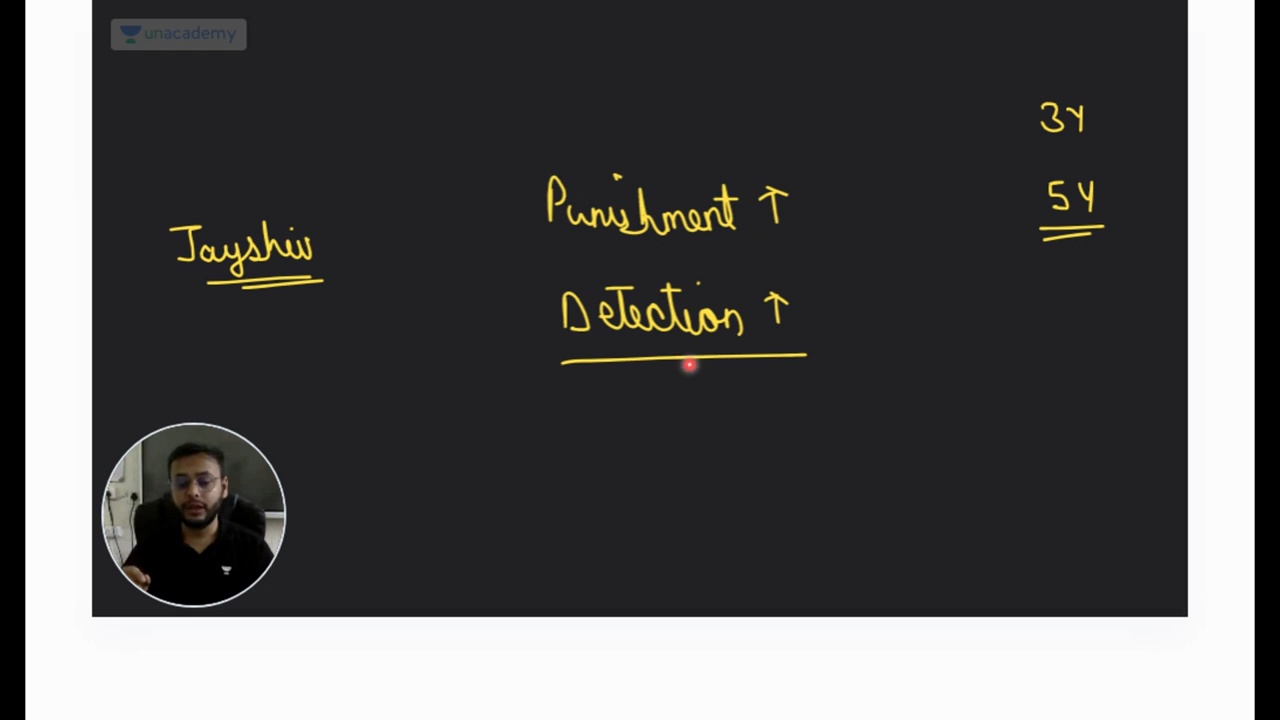 unacademy
3Y
5Y
Punishment ↑
Jayshiv
Detection ↑